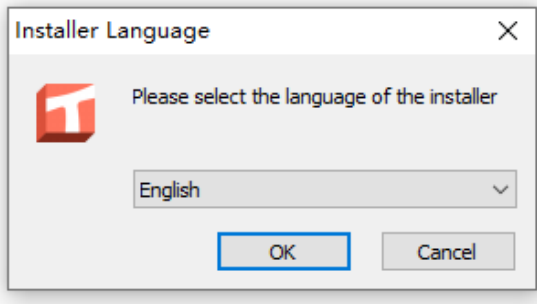 Installer Language
Please select the language of the installer
English
OK
Cancel